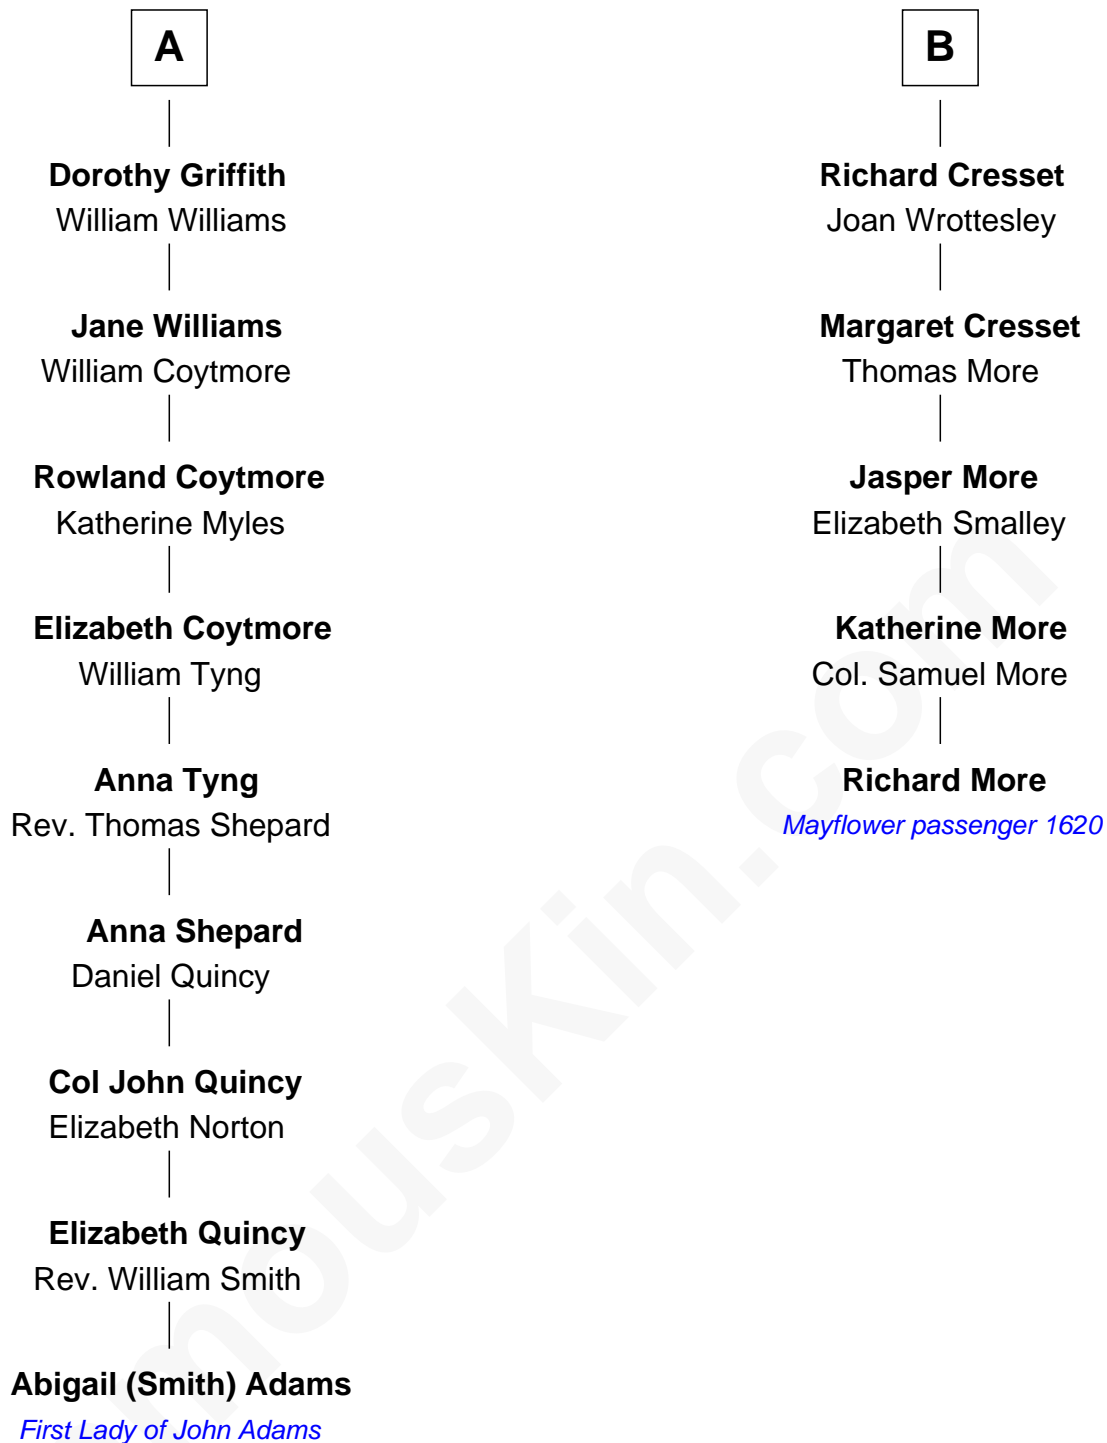 A
Dorothy Griffith
William Williams
Jane Williams
William Coytmore
Rowland Coytmore
Katherine Myles
Elizabeth Coytmore
William Tyng
Anna Tyng
Rev. Thomas Shepard
Anna Shepard
Daniel Quincy
Col John Quincy
Elizabeth Norton
Elizabeth Quincy
Rev. William Smith
Abigail (Smith) Adams
First Lady of John Adams
B
Richard Cresset
Joan Wrottesley
Margaret Cresset
Thomas More
Jasper More
Elizabeth Smalley
Katherine More
Col. Samuel More
Richard More
Mayflower passenger 1620
mouskin.com